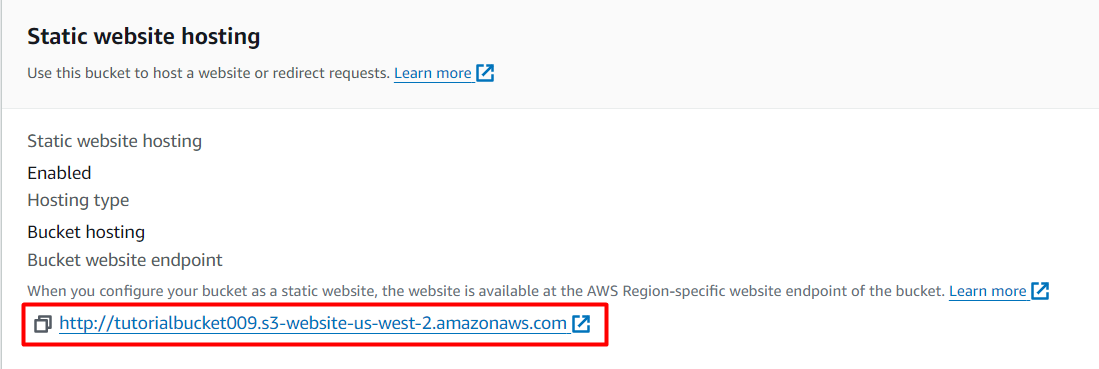 Static website hosting
Use this bucket to host a website or redirect requests. Learn more
Static website hosting
Enabled
Hosting type
Bucket hosting
Bucket website endpoint
When you configure your bucket as a static website, the website is available at the AWS Region-specific website endpoint of the bucket. Learn more
http://tutorialbucket009.s3-website-us-west-2.amazonaws.com